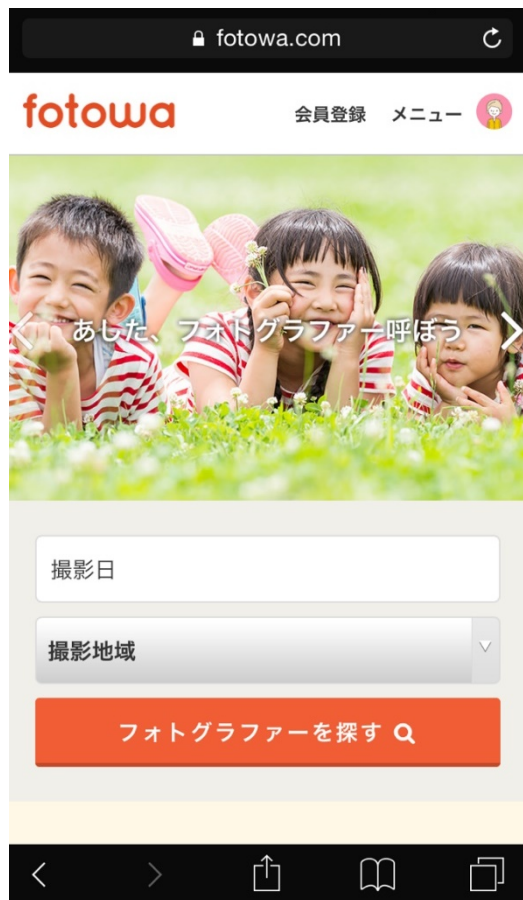 fotowa.com
fotowa
会員登録 メニュー
あした、フォトグラファー呼ぼう
撮影日
撮影地域
フォトグラファーを探す